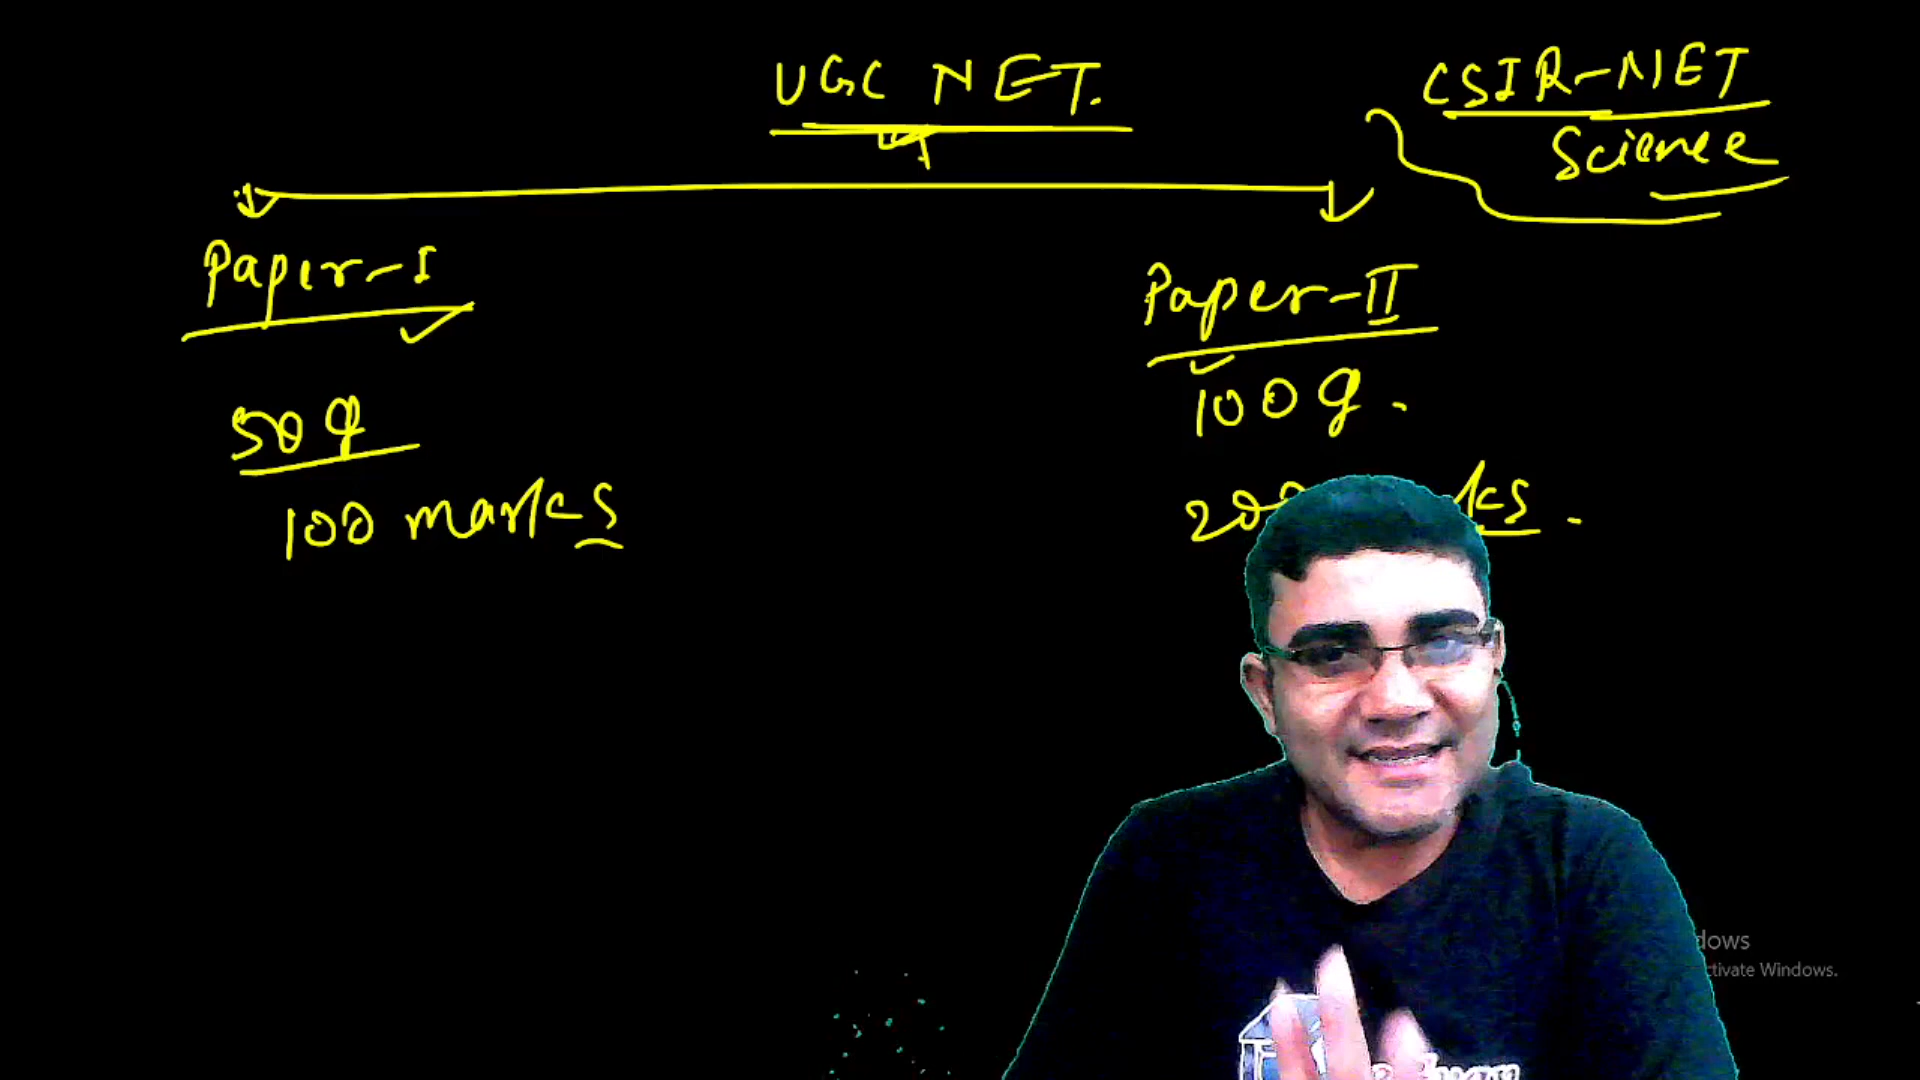 UGC NET.
CSIR-NET
Science
Paper-I
Paper-II
50 q
100 q.
100 marks